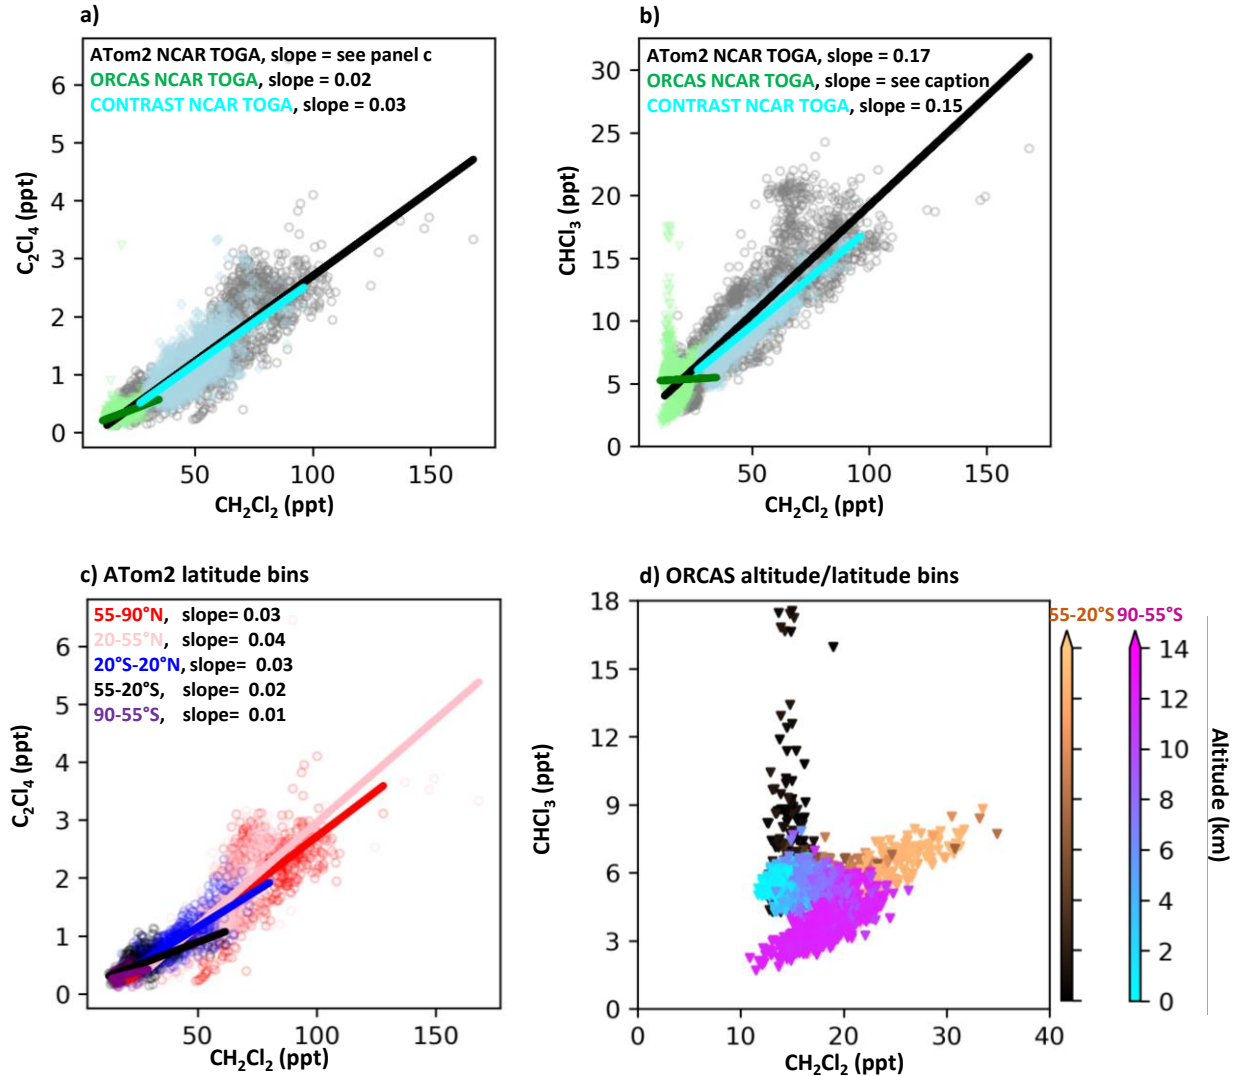 a)
ATom2 NCAR TOGA, slope = see panel c
ORCAS NCAR TOGA, slope = 0.02
CONTRAST NCAR TOGA, slope = 0.03
C₂Cl₄ (ppt)
6
5
4
3
2
1
0
50
100
150
CH₂Cl₂ (ppt)
b)
ATom2 NCAR TOGA, slope = 0.17
ORCAS NCAR TOGA, slope = see caption
CONTRAST NCAR TOGA, slope = 0.15
CHCl₃ (ppt)
30
25
20
15
10
5
0
50
100
150
CH₂Cl₂ (ppt)
c) ATom2 latitude bins
55-90°N, slope= 0.03
20-55°N, slope= 0.04
20°S-20°N, slope= 0.03
55-20°S, slope= 0.02
90-55°S, slope= 0.01
C₂Cl₄ (ppt)
6
5
4
3
2
1
0
50
100
150
CH₂Cl₂ (ppt)
d) ORCAS altitude/latitude bins
CHCl₃ (ppt)
18
15
12
9
6
3
0
0
10
20
30
40
CH₂Cl₂ (ppt)
55-20°S
90-55°S
14
12
10
8
6
4
2
0
Altitude (km)